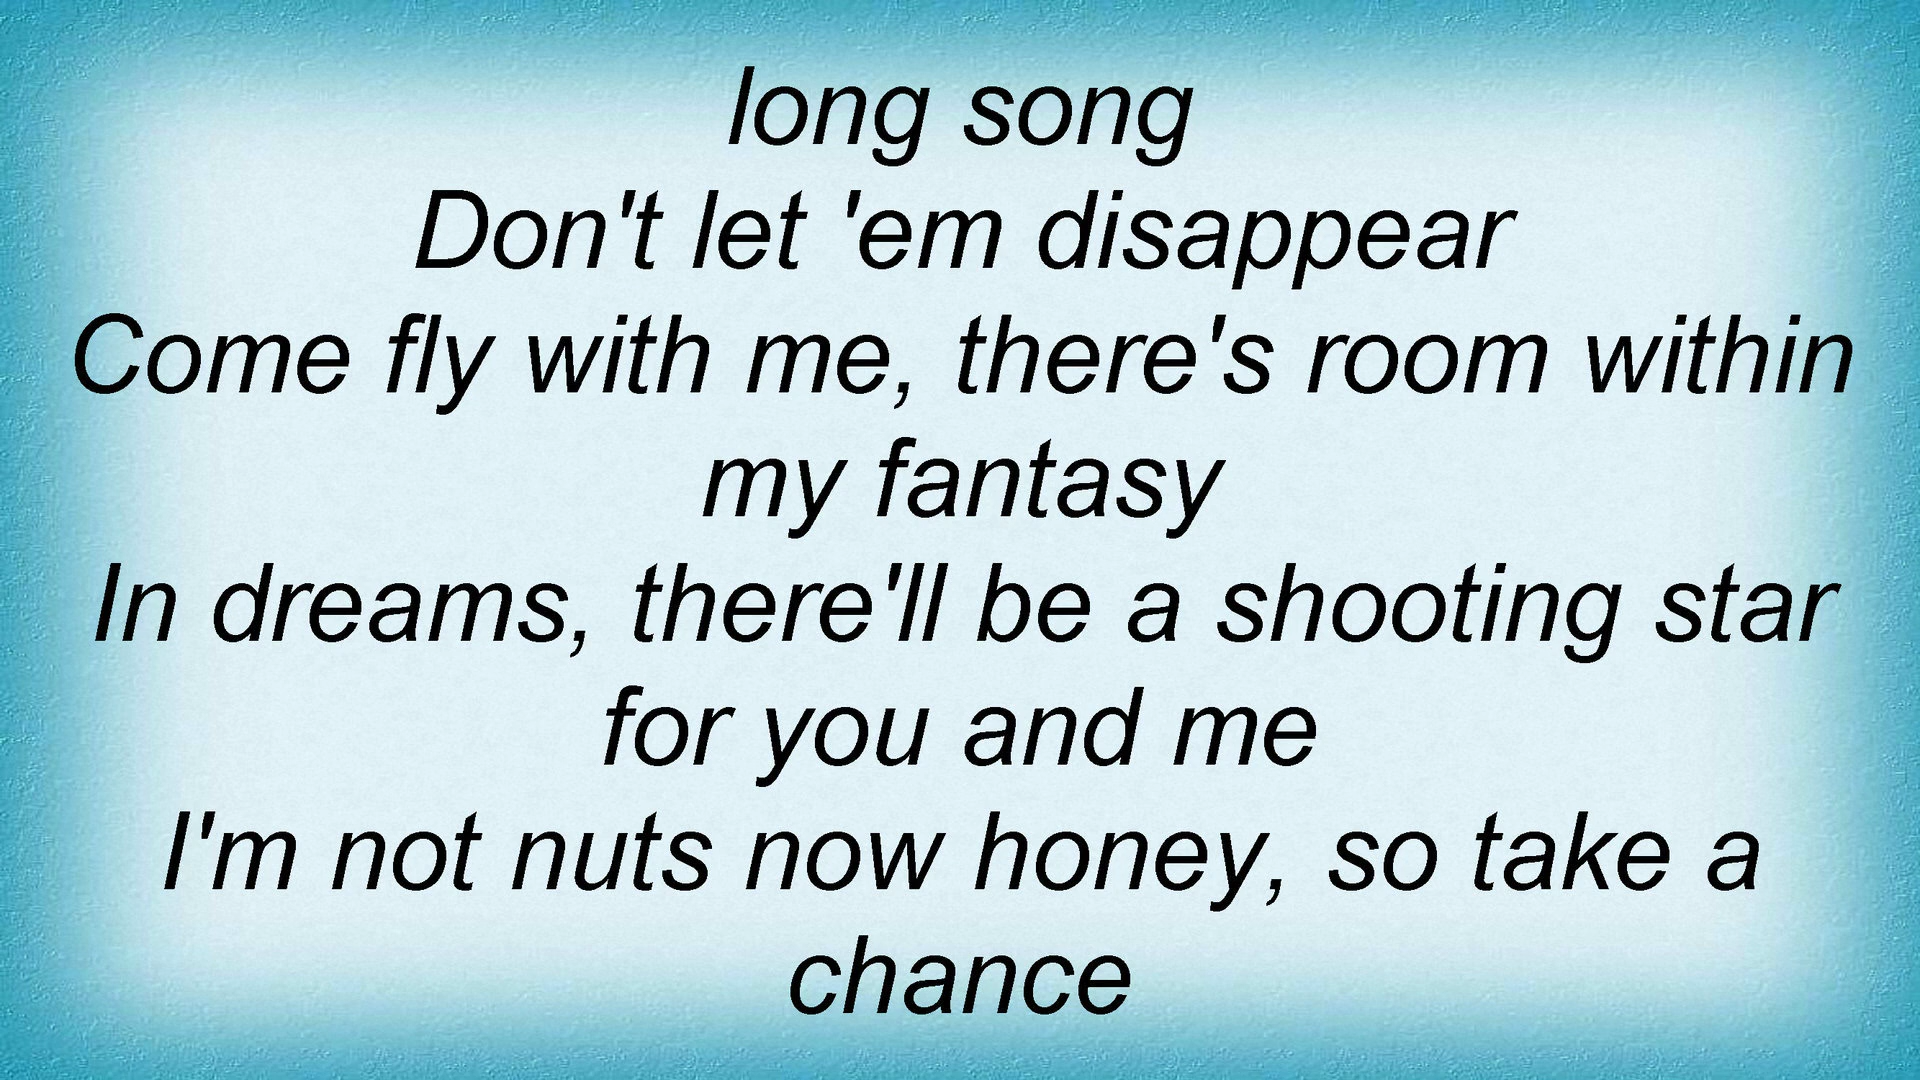 long song
Don't let 'em disappear
Come fly with me, there's room within
my fantasy
In dreams, there'll be a shooting star
for you and me
I'm not nuts now honey, so take a
chance